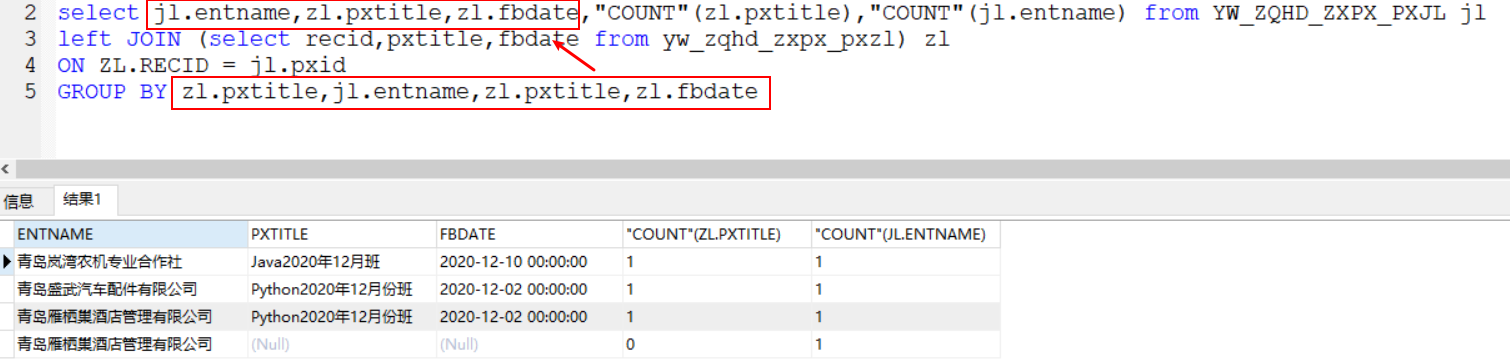 2 select jl.entname,zl.pxtitle,zl.fbdate,"COUNT"(zl.pxtitle),"COUNT"(jl.entname) from YW_ZQHD_ZXPX_PXJL jl
3 left JOIN (select recid,pxtitle,fbdate from yw_zqhd_zxpx_pxzl) zl
4 ON ZL.RECID = jl.pxid
5 GROUP BY zl.pxtitle,jl.entname,zl.pxtitle,zl.fbdate
信息 结果1
ENTNAME PXTITLE FBDATE "COUNT"(ZL.PXTITLE) "COUNT"(JL.ENTNAME)
青岛岚湾农机专业合作社 Java2020年12月班 2020-12-10 00:00:00 1 1
青岛盛武汽车配件有限公司 Python2020年12月份班 2020-12-02 00:00:00 1 1
青岛雁栖巢酒店管理有限公司 Python2020年12月份班 2020-12-02 00:00:00 1 1
青岛雁栖巢酒店管理有限公司 (Null) (Null) 0 1